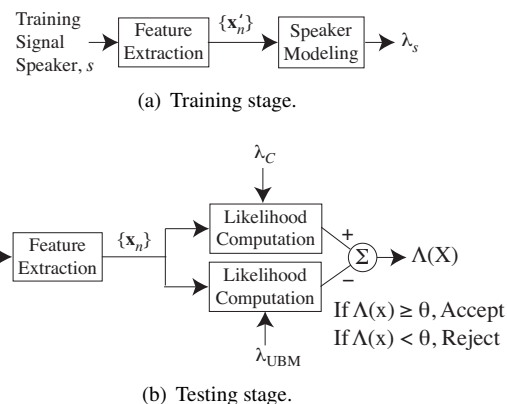 Training
Signal
Speaker, s
Feature
Extraction
{x′n}
Speaker
Modeling
λs
(a) Training stage.
λC
Feature
Extraction
{xn}
Likelihood
Computation
+
Σ
Λ(X)
−
Likelihood
Computation
If Λ(x) ≥ θ, Accept
If Λ(x) < θ, Reject
λUBM
(b) Testing stage.